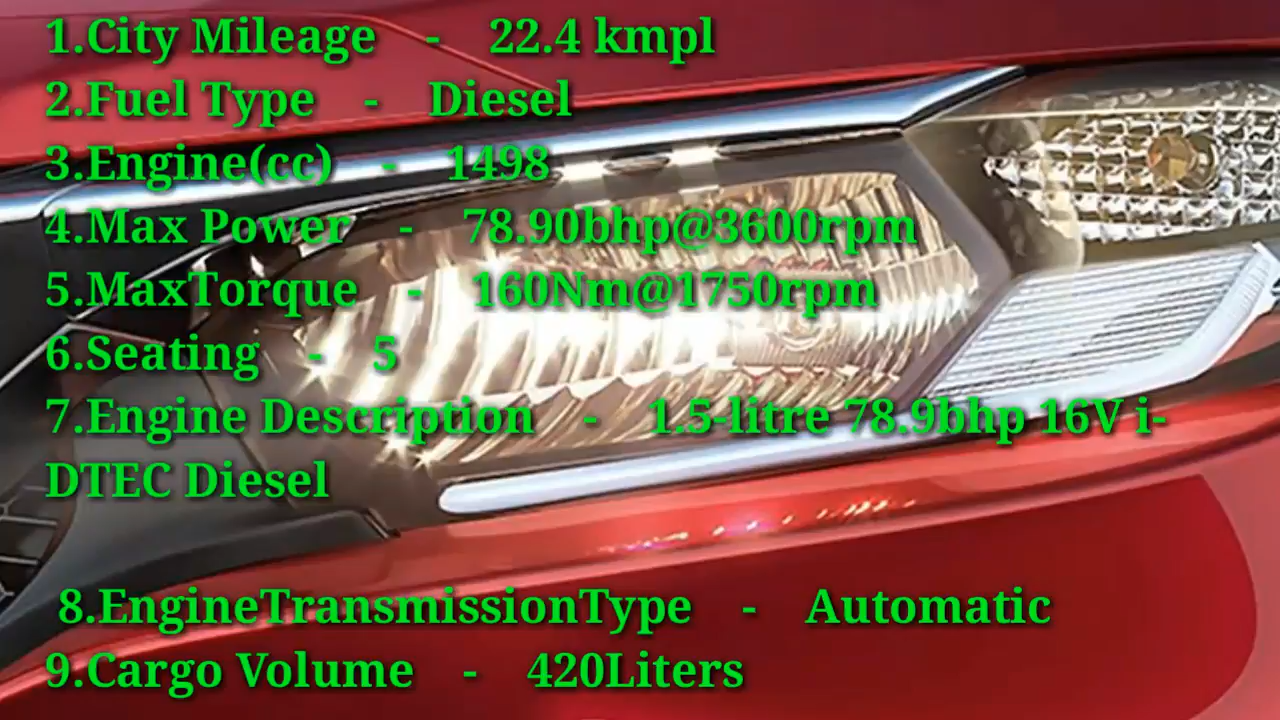 1.City Mileage - 22.4 kmpl
2.Fuel Type - Diesel
3.Engine(cc) - 1498
4.Max Power - 78.90bhp@3600rpm
5.MaxTorque - 160Nm@1750rpm
6.Seating - 5
7.Engine Description - 1.5-litre 78.9bhp 16V i-
DTEC Diesel
8.EngineTransmissionType - Automatic
9.Cargo Volume - 420Liters